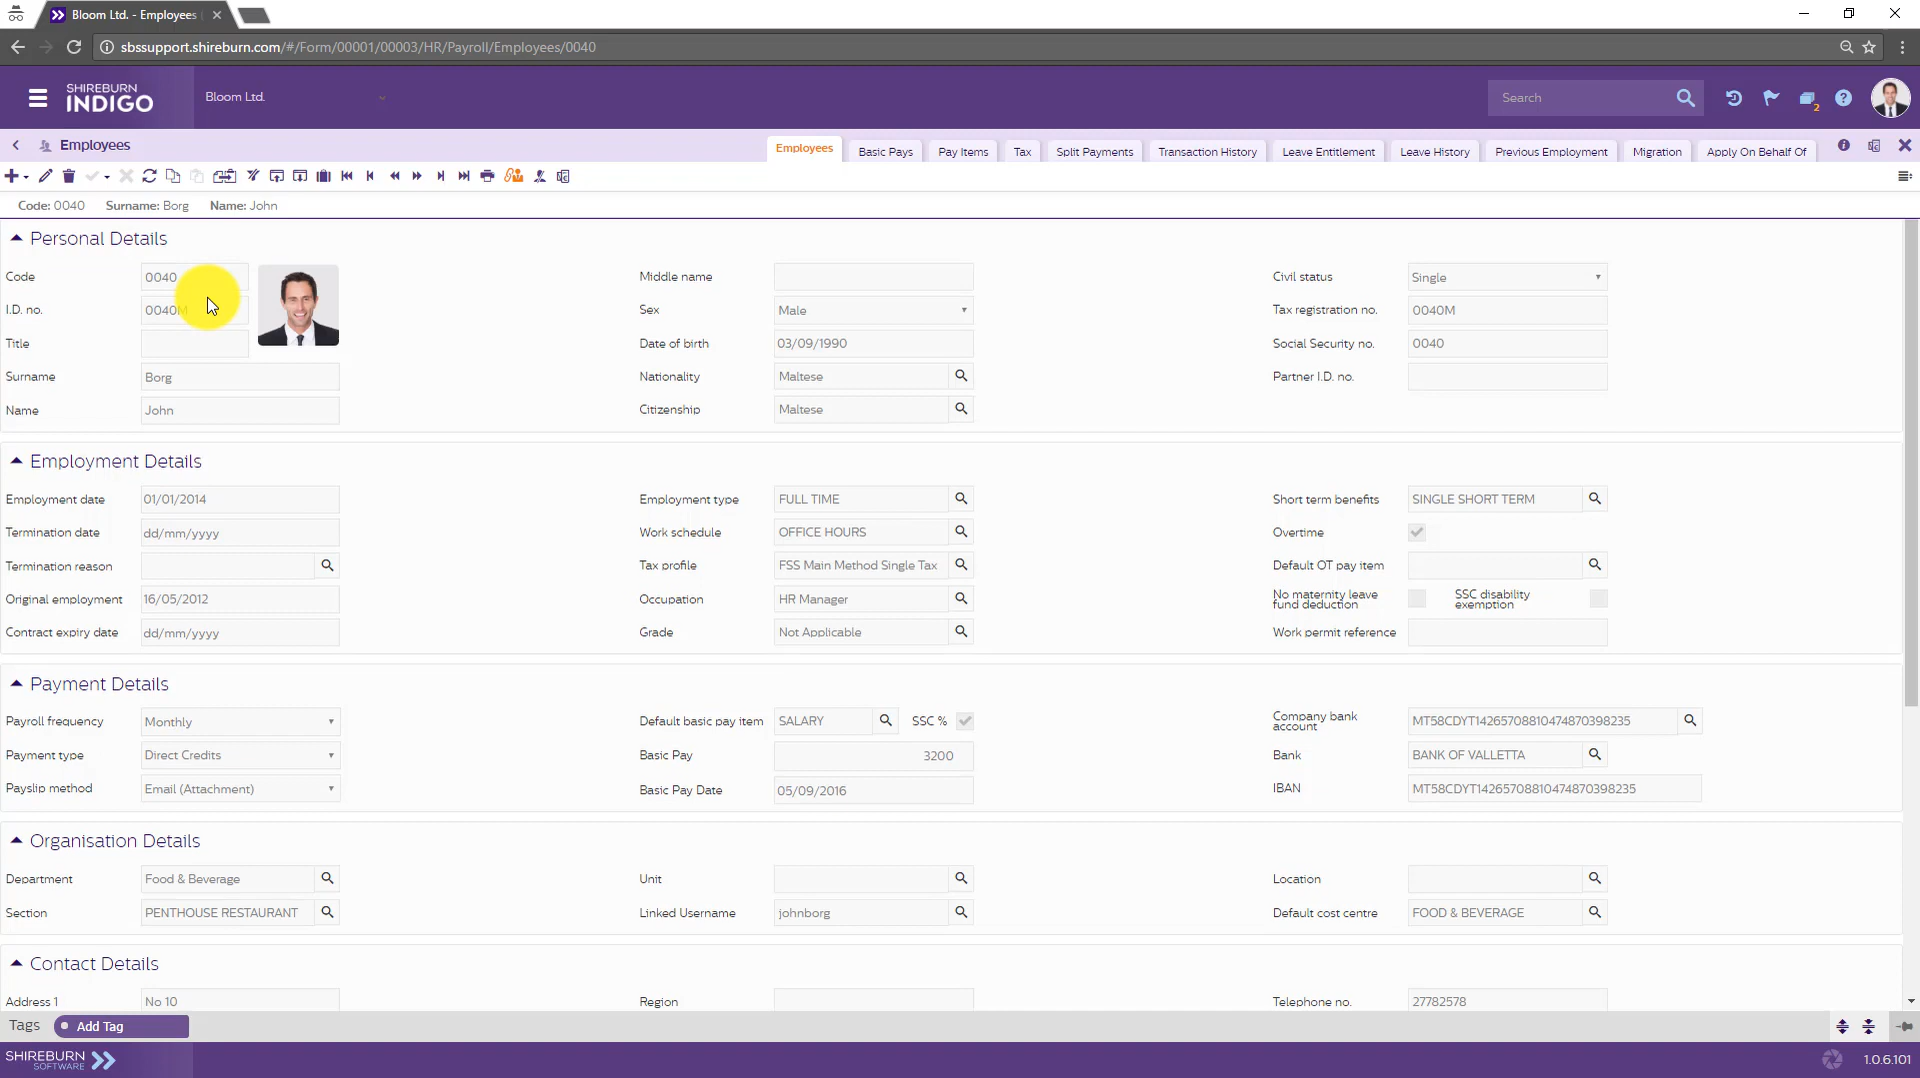 Bloom Ltd. - Employees
sbssupport.shireburn.com/#/Form/00001/00003/HR/Payroll/Employees/0040
SHIREBURN
INDIGO
Bloom Ltd.
Search
2
Employees
Employees
Basic Pays
Pay Items
Tax
Split Payments
Transaction History
Leave Entitlement
Leave History
Previous Employment
Migration
Apply On Behalf Of
Code: 0040 Surname: Borg Name: John
Personal Details
Code 0040 Middle name Civil status Single
I.D. no. 0040M Sex Male Tax registration no. 0040M
Title Date of birth 03/09/1990 Social Security no. 0040
Surname Borg Nationality Maltese Partner I.D. no.
Name John Citizenship Maltese
Employment Details
Employment date 01/01/2014 Employment type FULL TIME Short term benefits SINGLE SHORT TERM
Termination date dd/mm/yyyy Work schedule OFFICE HOURS Overtime
Termination reason Tax profile FSS Main Method Single Tax Default OT pay item
Original employment 16/05/2012 Occupation HR Manager No maternity leave fund deduction SSC disability exemption
Contract expiry date dd/mm/yyyy Grade Not Applicable Work permit reference
Payment Details
Payroll frequency Monthly Default basic pay item SALARY SSC % Company bank account MT58CDYT14265708810474870398235
Payment type Direct Credits Basic Pay 3200 Bank BANK OF VALLETTA
Payslip method Email (Attachment) Basic Pay Date 05/09/2016 IBAN MT58CDYT14265708810474870398235
Organisation Details
Department Food & Beverage Unit Location
Section PENTHOUSE RESTAURANT Linked Username johnborg Default cost centre FOOD & BEVERAGE
Contact Details
Address 1 No 10 Region Telephone no. 27782578
Tags Add Tag
SHIREBURN
SOFTWARE
1.0.6.101